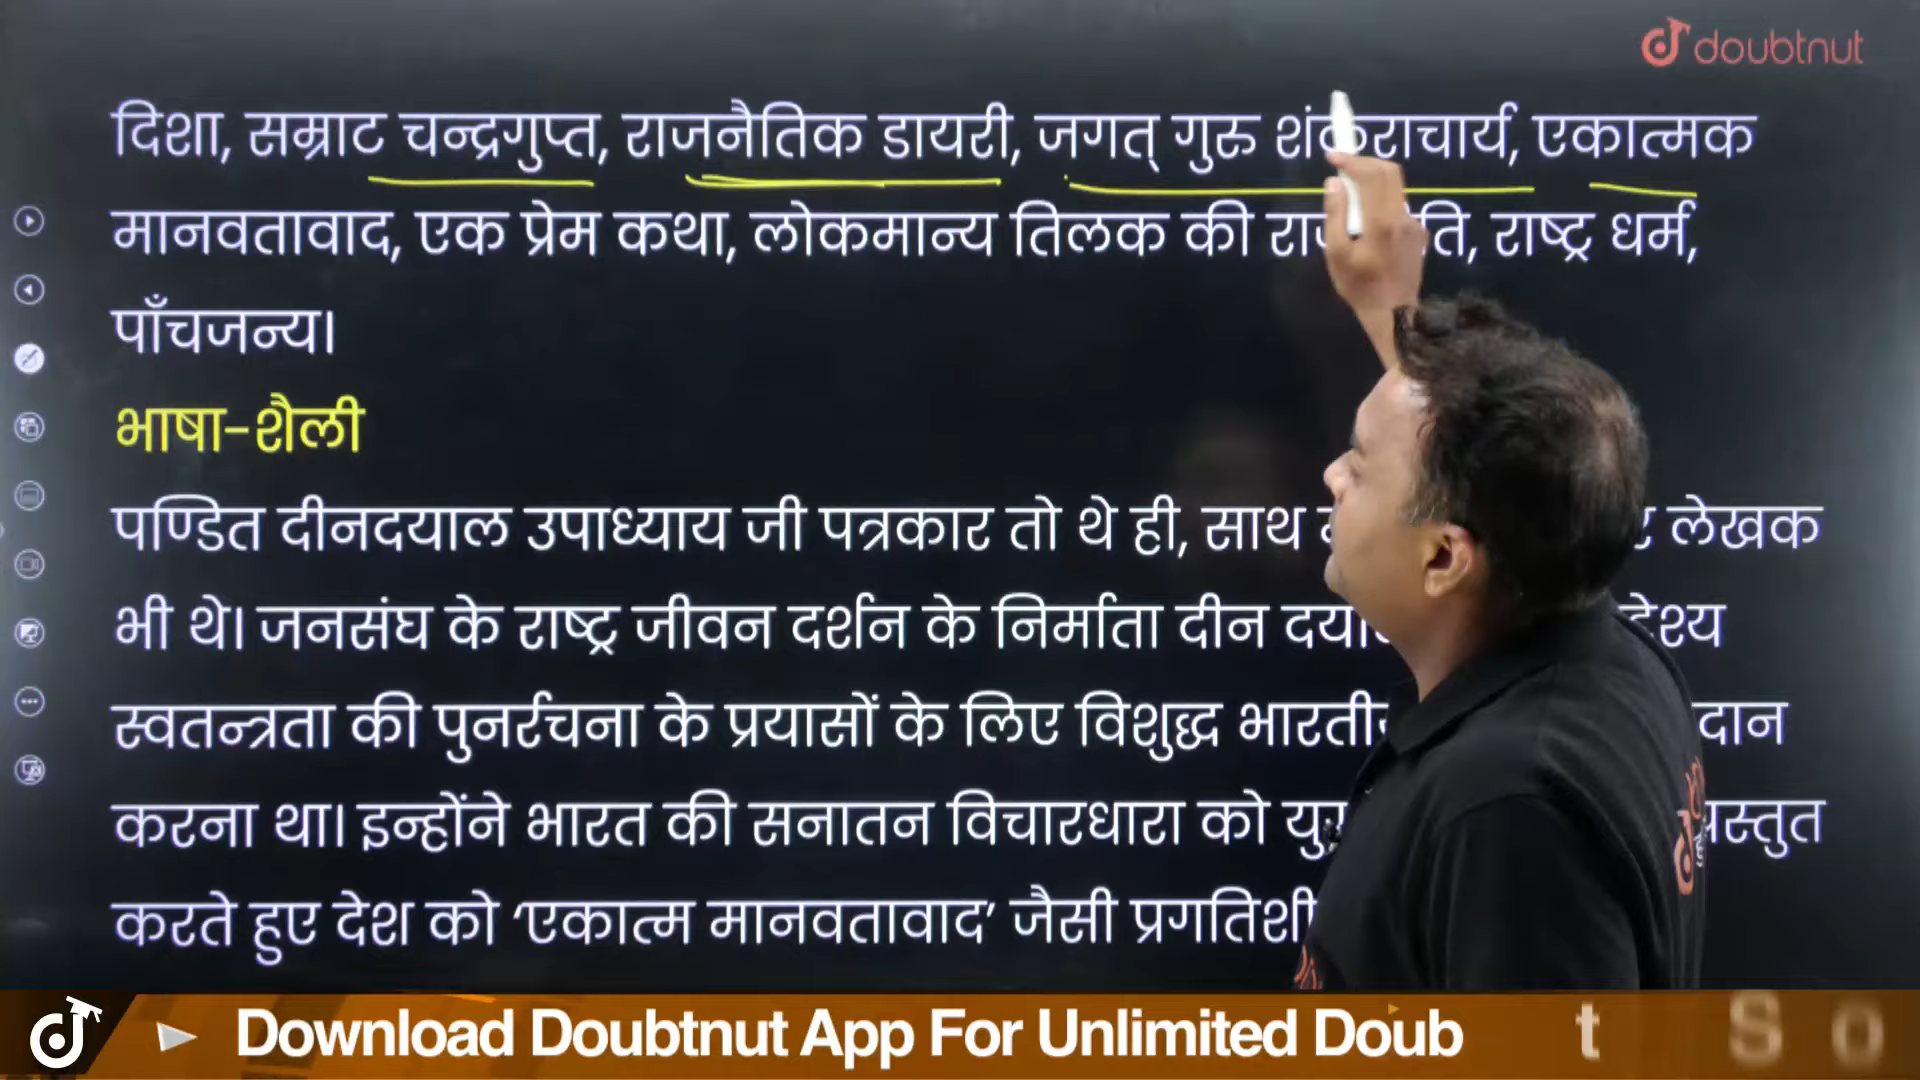 doubtnut
दिशा, सम्राट चन्द्रगुप्त, राजनैतिक डायरी, जगत् गुरु शंकराचार्य, एकात्मक
मानवतावाद, एक प्रेम कथा, लोकमान्य तिलक की राष्ट्र धर्म,
पाँचजन्य।
भाषा-शैली
पण्डित दीनदयाल उपाध्याय जी पत्रकार तो थे ही, साथ लेखक
भी थे। जनसंघ के राष्ट्र जीवन दर्शन के निर्माता दीन
स्वतन्त्रता की पुनर्रचना के प्रयासों के लिए विशुद्ध
करना था। इन्होंने भारत की सनातन विचारधारा को
करते हुए देश को ‘एकात्म मानवतावाद’ जैसी
Download Doubtnut App For Unlimited Doub t S o